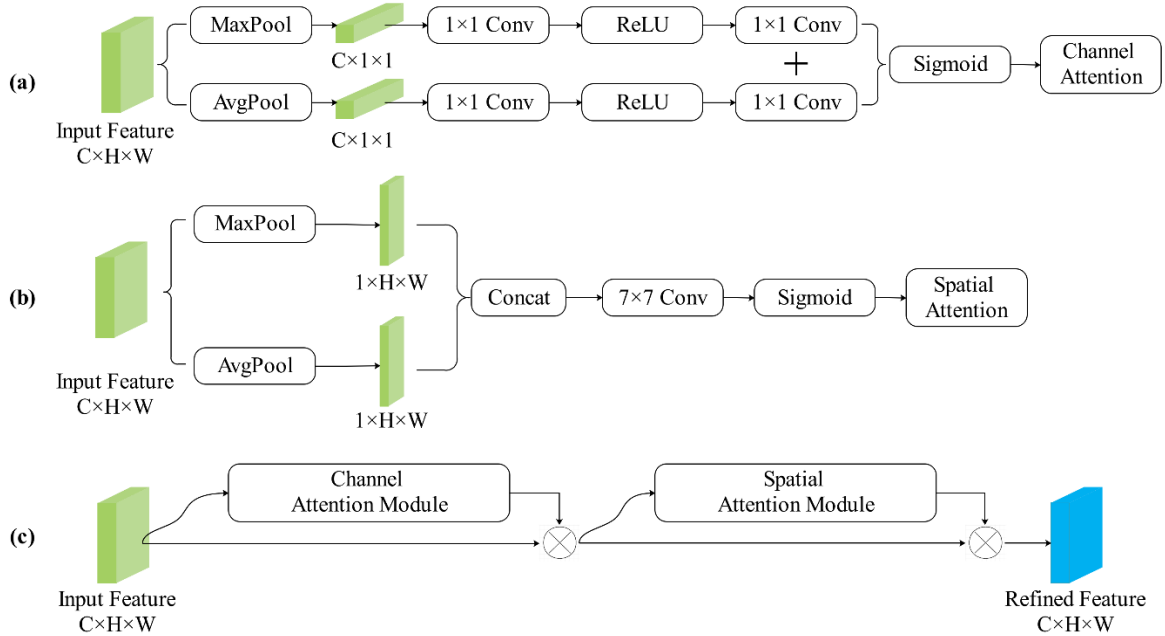 MaxPool
C×1×1
1×1 Conv
ReLU
1×1 Conv
+
(a)
AvgPool
C×1×1
1×1 Conv
ReLU
1×1 Conv
Sigmoid
Channel
Attention
Input Feature
C×H×W
MaxPool
1×H×W
(b)
Concat
7×7 Conv
Sigmoid
Spatial
Attention
AvgPool
1×H×W
Input Feature
C×H×W
Channel
Attention Module
Spatial
Attention Module
(c)
Input Feature
C×H×W
Refined Feature
C×H×W